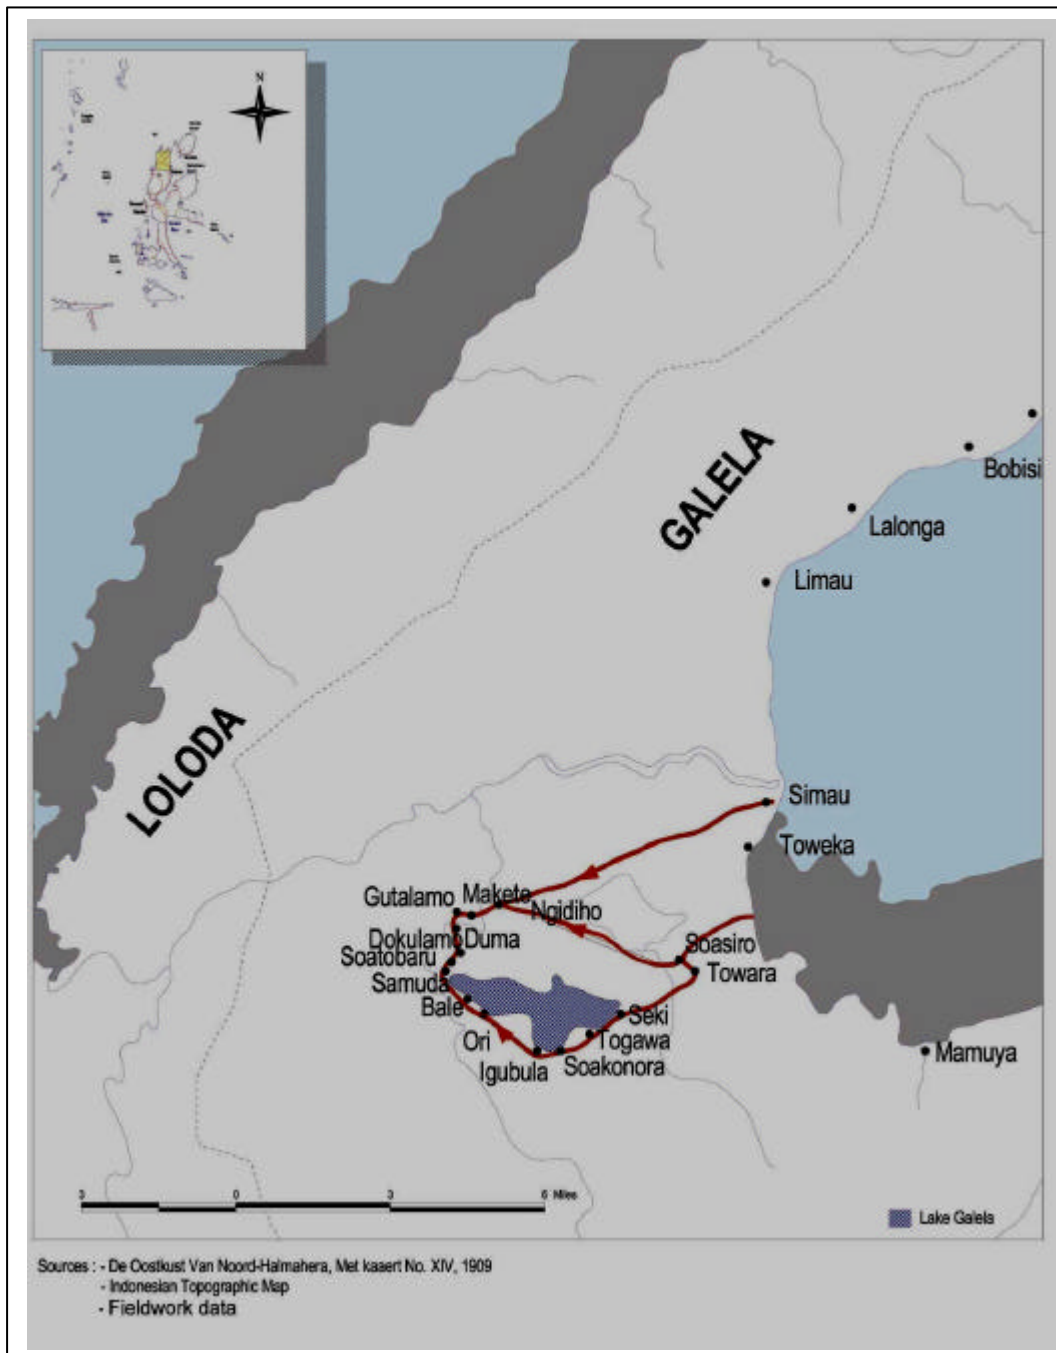 N
GALELA
Bobisi
Lalonga
Limau
LOLODA
Simau
Toweka
Gutalamo
Makete
Ngidiho
Dokulamo
Duma
Soatobaru
Soasiro
Samuda
Towara
Bale
Seki
Ori
Togawa
Igubula
Soakonora
Mamuya
3 0 3 6 Miles
Lake Galela
Sources : - De Oostkust Van Noord-Halmahera, Met kaaert No. XIV, 1909
- Indonesian Topographic Map
- Fieldwork data